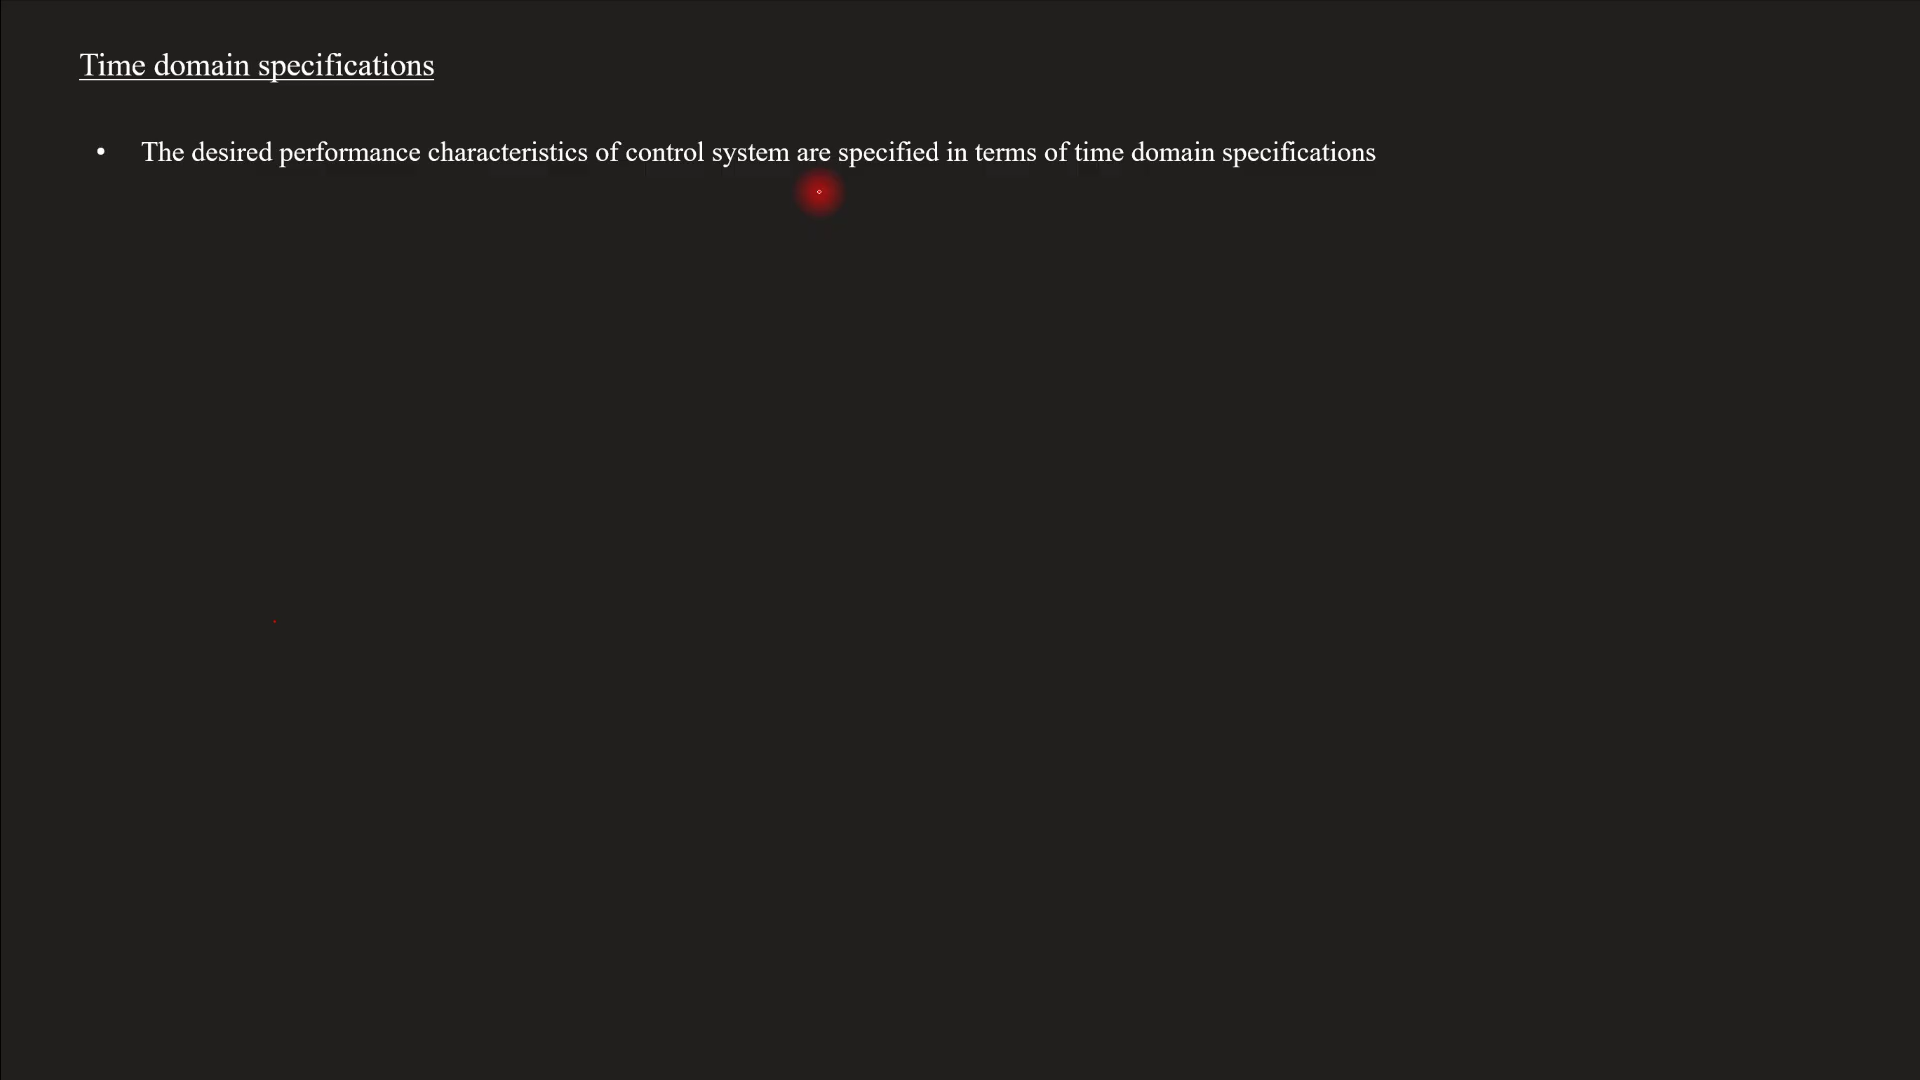 Time domain specifications
• The desired performance characteristics of control system are specified in terms of time domain specifications